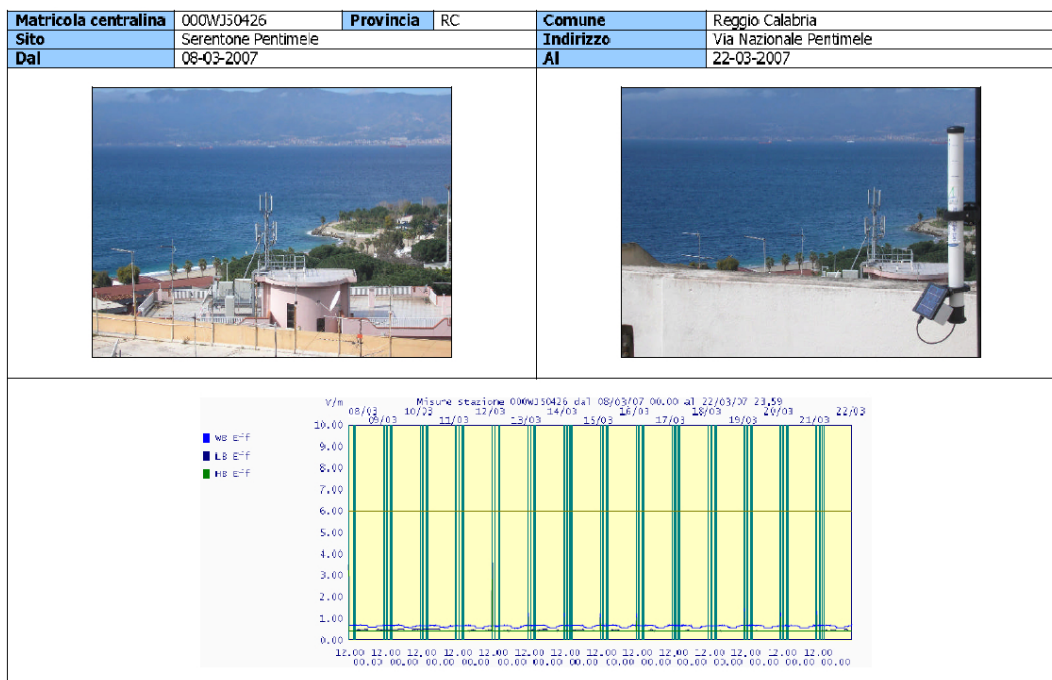 Matricola centralina 000WJ50426 Provincia RC Comune Reggio Calabria
Sito Serentone Pentimele Indirizzo Via Nazionale Pentimele
Dal 08-03-2007 Al 22-03-2007
V/m Misure stazione 000WJ50426 dal 08/03/07 00.00 al 22/03/07 23.59
08/03 10/03 12/03 14/03 16/03 18/03 20/03 22/03
09/03 11/03 13/03 15/03 17/03 19/03 21/03
WB Eff
LB Eff
HB Eff
10.00
9.00
8.00
7.00
6.00
5.00
4.00
3.00
2.00
1.00
0.00
12.00 12.00 12.00 12.00 12.00 12.00 12.00 12.00 12.00 12.00 12.00 12.00 12.00 12.00
00.00 00.00 00.00 00.00 00.00 00.00 00.00 00.00 00.00 00.00 00.00 00.00 00.00 00.00